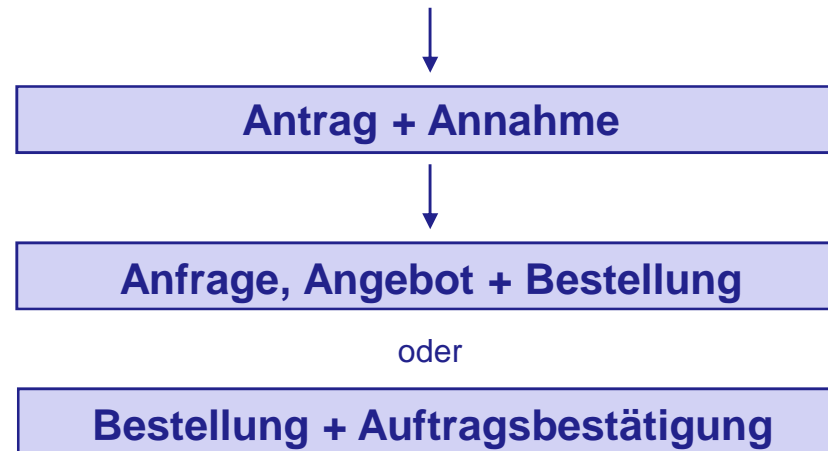 Antrag + Annahme
Anfrage, Angebot + Bestellung
oder
Bestellung + Auftragsbestätigung